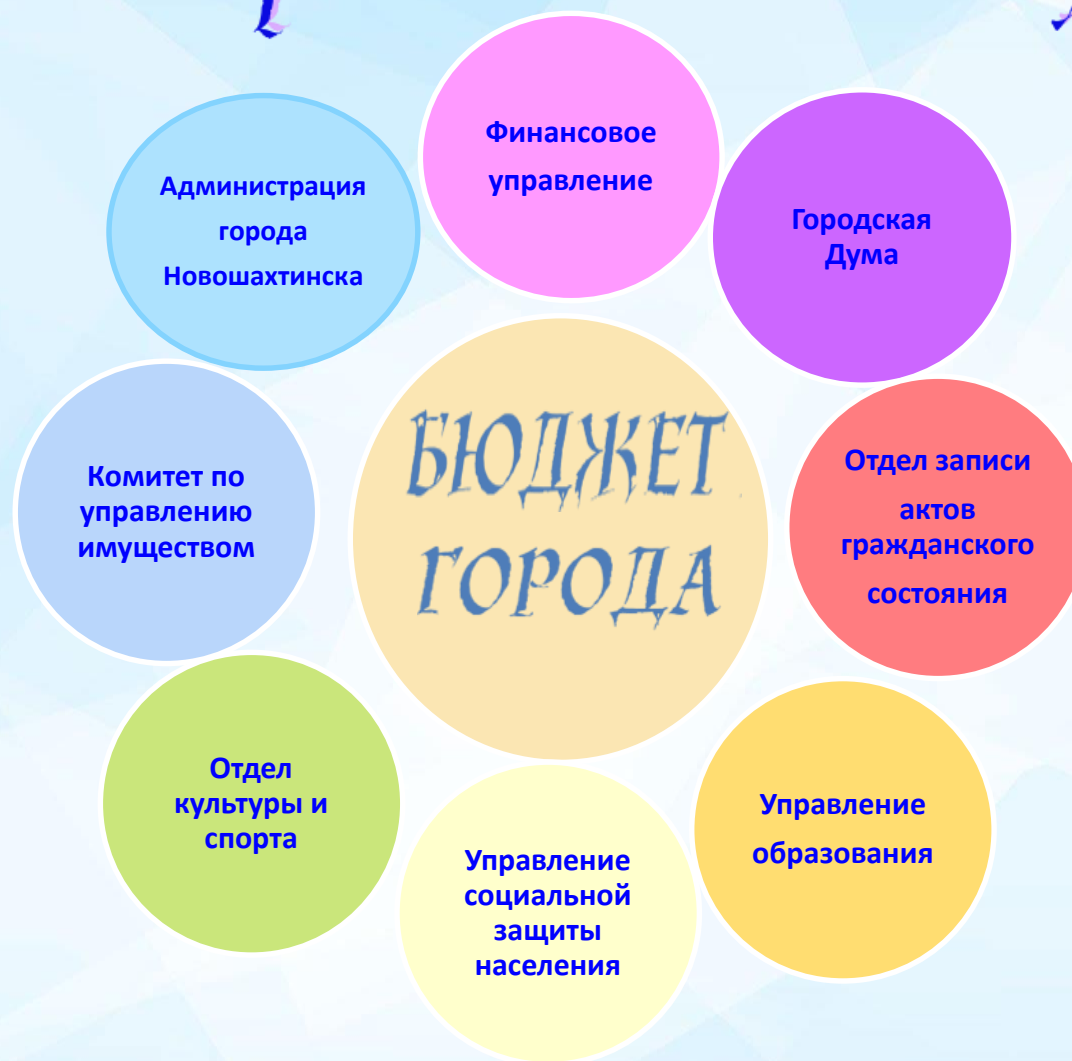 Финансовое
управление
Администрация
города
Новошахтинска
Городская
Дума
БЮДЖЕТ
ГОРОДА
Комитет по
управлению
имуществом
Отдел записи
актов
гражданского
состояния
Отдел
культуры и
спорта
Управление
образования
Управление
социальной
защиты
населения